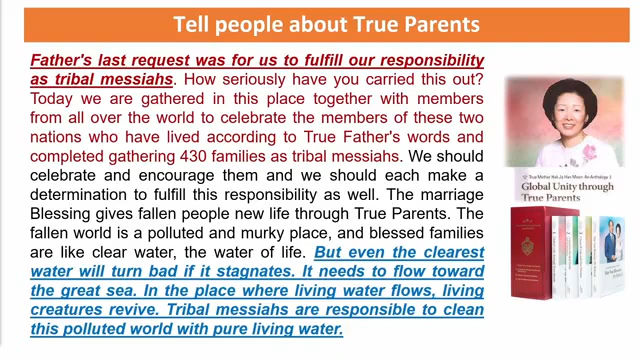 Tell people about True Parents
Father's last request was for us to fulfill our responsibility
as tribal messiahs. How seriously have you carried this out?
Today we are gathered in this place together with members
from all over the world to celebrate the members of these two
nations who have lived according to True Father's words and
completed gathering 430 families as tribal messiahs. We should
celebrate and encourage them and we should each make a
determination to fulfill this responsibility as well. The marriage
Blessing gives fallen people new life through True Parents. The
fallen world is a polluted and murky place, and blessed families
are like clear water, the water of life. But even the clearest
water will turn bad if it stagnates. It needs to flow toward
the great sea. In the place where living water flows, living
creatures revive. Tribal messiahs are responsible to clean
this polluted world with pure living water.
True Mother Hak Ja Han Moon: An Anthology
Global Unity through
True Parents